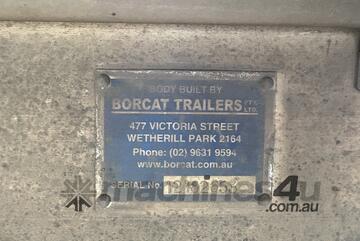 BODY BUILT BY
BORCAT TRAILERS PTY. LTD.
477 VICTORIA STREET
WETHERILL PARK 2164
Phone: (02) 9631 9594
www.borcat.com.au
machines4u
.com.au
SERIAL No.